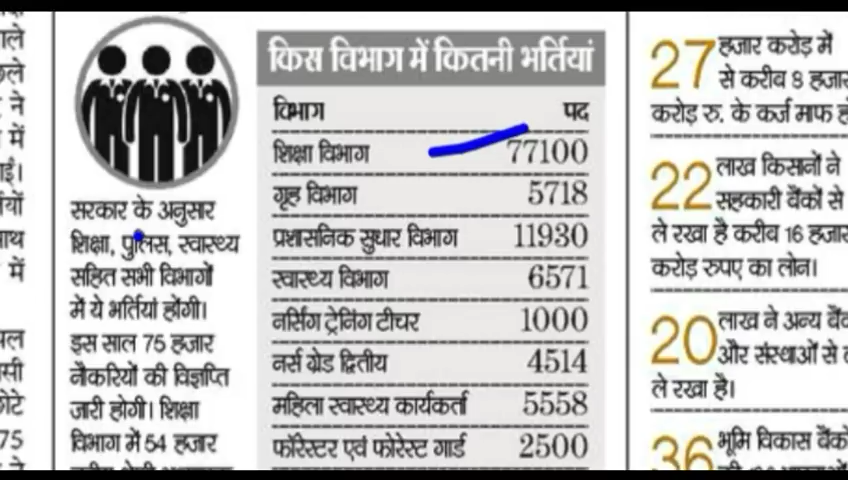 सरकार के अनुसार
शिक्षा, पुलिस, स्वास्थ्य
सहित सभी विभागों
में ये भर्तियां होंगी।
इस साल 75 हजार
नौकरियों की विज्ञप्ति
जारी होगी। शिक्षा
विभाग में 54 हजार
किस विभाग में कितनी भर्तियां
विभाग पद
शिक्षा विभाग 77100
गृह विभाग 5718
प्रशासनिक सुधार विभाग 11930
स्वास्थ्य विभाग 6571
नर्सिंग ट्रेनिंग टीचर 1000
नर्स ग्रेड द्वितीय 4514
महिला स्वास्थ्य कार्यकर्ता 5558
फॉरेस्टर एवं फोरेस्ट गार्ड 2500
27 हजार करोड़ में
से करीब 8 हजार
करोड़ रु. के कर्ज माफ
22 लाख किसानों ने
सहकारी बैंकों से
ले रखा है करीब 16 हजार
करोड़ रुपए का लोन।
20 लाख ने अन्य बैंक
और संस्थाओं से
ले रखा है।
36 भूमि विकास बैंकों